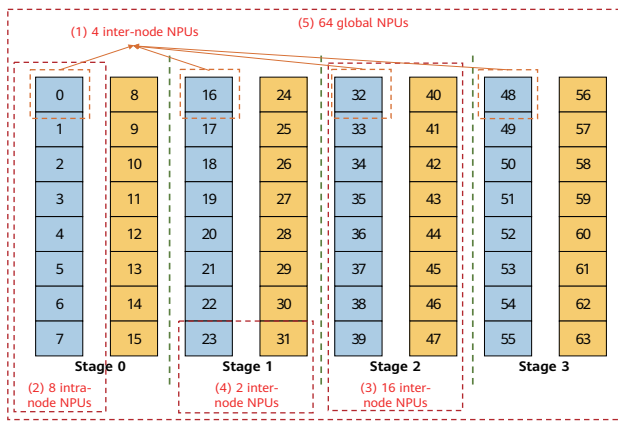 (5) 64 global NPUs
(1) 4 inter-node NPUs
0 8 16 24 32 40 48 56
1 9 17 25 33 41 49 57
2 10 18 26 34 42 50 58
3 11 19 27 35 43 51 59
4 12 20 28 36 44 52 60
5 13 21 29 37 45 53 61
6 14 22 30 38 46 54 62
7 15 23 31 39 47 55 63
Stage 0 Stage 1 Stage 2 Stage 3
(2) 8 intra-
node NPUs
(4) 2 inter-
node NPUs
(3) 16 inter-
node NPUs